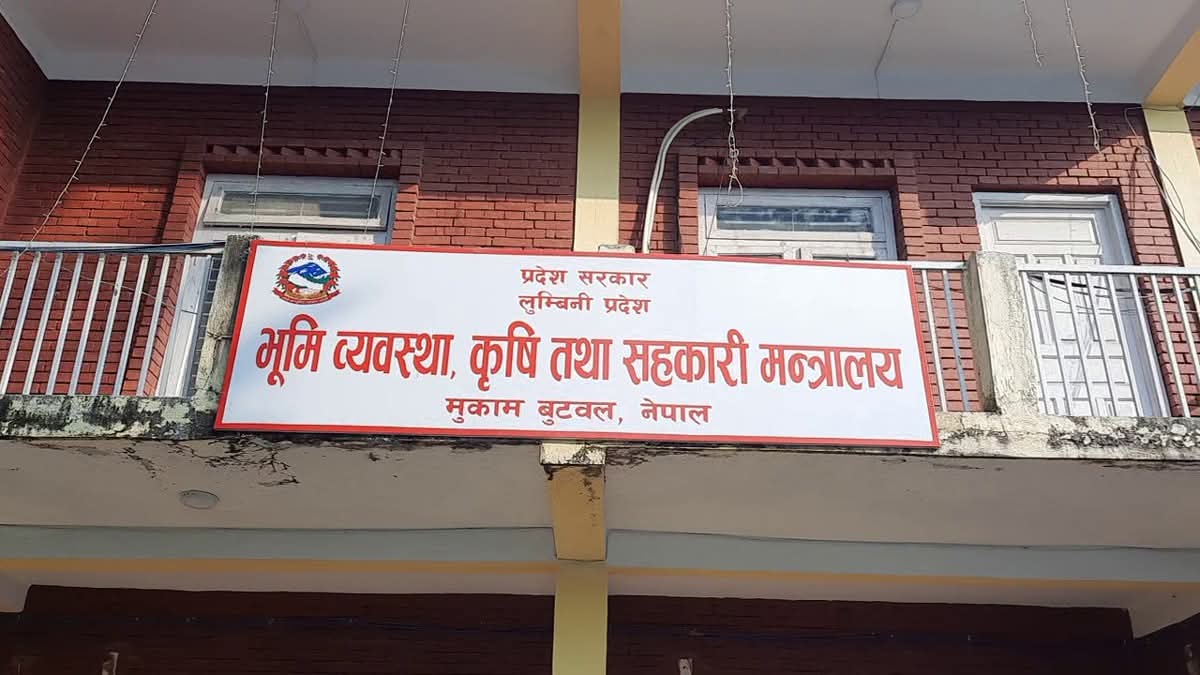 प्रदेश सरकार
लुम्बिनी प्रदेश
भूमि व्यवस्था, कृषि तथा सहकारी मन्त्रालय
मुकाम बुटवल, नेपाल